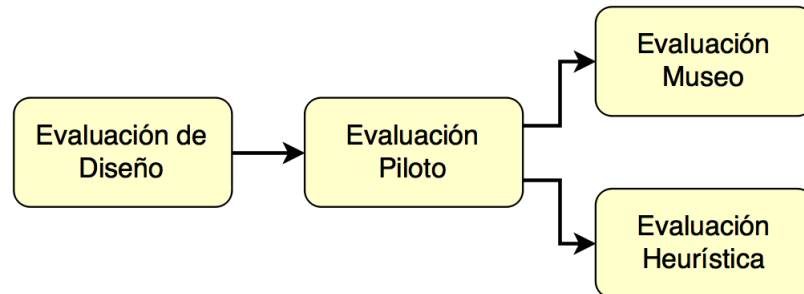 Evaluación de
Diseño
Evaluación
Piloto
Evaluación
Museo
Evaluación
Heurística